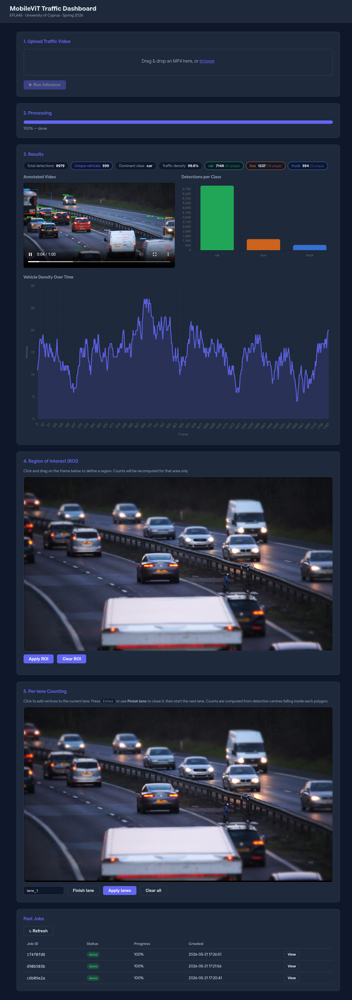 MobileViT Traffic Dashboard
EPL445 · University of Cyprus · Spring 2026
1. Upload Traffic Video
Drag & drop an MP4 here, or browse
▶ Run Inference
2. Processing
100% — done
3. Results
Total detections 8979
Unique vehicles 599
Dominant class car
Traffic density 99.8%
car 7148 (411 unique)
bus 1237 (115 unique)
truck 594 (73 unique)
Annotated Video
0:04 / 1:00
Detections per Class
6,760
6,240
5,720
5,200
4,680
4,160
3,640
3,120
2,600
2,080
1,560
1,040
520
0
car bus truck
Vehicle Density Over Time
30
25
20
15
10
5
0
Vehicles
3 42 81 120 159 198 237 276 315 354 393 432 471 510 549 588 627 666 705 744 783 822 861 900 939 978 1017 1056 1095 1134 1173 1212 1251 1290 1329 1368 1407 1446 1485 1524 1563 1602 1641 1680 1719 1758 1797
Frame
4. Region of Interest (ROI)
Click and drag on the frame below to define a region. Counts will be recomputed for that area only.
Apply ROI
Clear ROI
5. Per-lane Counting
Click to add vertices to the current lane. Press Enter or use Finish lane to close it, then start the next lane. Counts are computed from detection centres falling inside each polygon.
lane_1
Finish lane
Apply lanes
Clear all
Past Jobs
↻ Refresh
Job ID Status Progress Created
1f4f0fd8 done 100% 2026-05-21 17:26:51 View
d90b503b done 100% 2026-05-21 17:21:56 View
c6b09e2a done 100% 2026-05-21 17:20:41 View